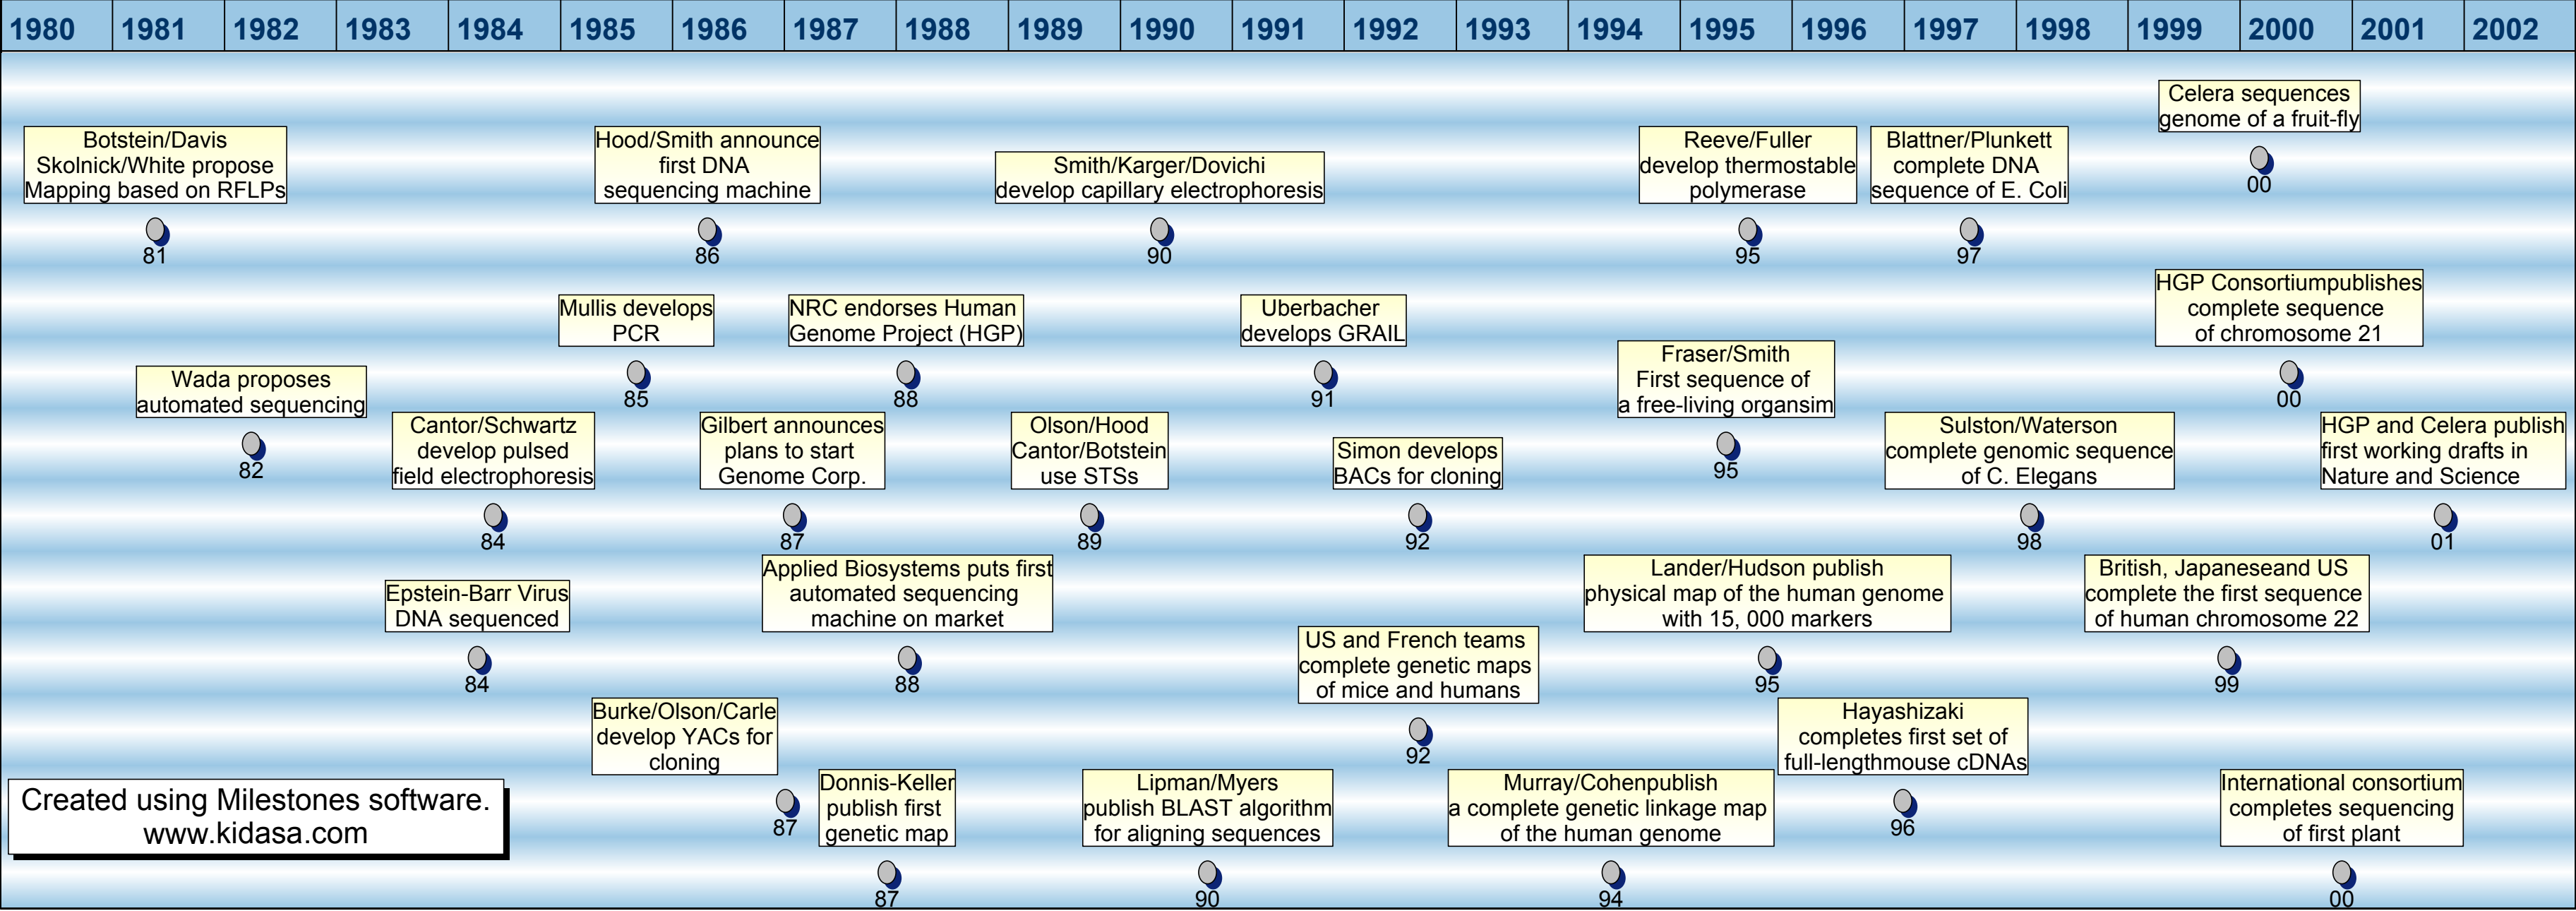 1980 1981 1982 1983 1984 1985 1986 1987 1988 1989 1990 1991 1992 1993 1994 1995 1996 1997 1998 1999 2000 2001 2002
Celera sequences
genome of a fruit-fly
00
Botstein/Davis
Skolnick/White propose
Mapping based on RFLPs
81
Hood/Smith announce
first DNA
sequencing machine
86
Smith/Karger/Dovichi
develop capillary electrophoresis
90
Reeve/Fuller
develop thermostable
polymerase
95
Blattner/Plunkett
complete DNA
sequence of E. Coli
97
HGP Consortiumpublishes
complete sequence
of chromosome 21
00
Mullis develops
PCR
85
NRC endorses Human
Genome Project (HGP)
88
Uberbacher
develops GRAIL
91
Fraser/Smith
First sequence of
a free-living organsim
95
Wada proposes
automated sequencing
82
Cantor/Schwartz
develop pulsed
field electrophoresis
84
Gilbert announces
plans to start
Genome Corp.
87
Olson/Hood
Cantor/Botstein
use STSs
89
Simon develops
BACs for cloning
92
Sulston/Waterson
complete genomic sequence
of C. Elegans
98
HGP and Celera publish
first working drafts in
Nature and Science
01
Epstein-Barr Virus
DNA sequenced
84
Applied Biosystems puts first
automated sequencing
machine on market
88
US and French teams
complete genetic maps
of mice and humans
92
Lander/Hudson publish
physical map of the human genome
with 15, 000 markers
95
British, Japaneseand US
complete the first sequence
of human chromosome 22
99
Burke/Olson/Carle
develop YACs for
cloning
87
Hayashizaki
completes first set of
full-lengthmouse cDNAs
96
Donnis-Keller
publish first
genetic map
87
Lipman/Myers
publish BLAST algorithm
for aligning sequences
90
Murray/Cohenpublish
a complete genetic linkage map
of the human genome
94
International consortium
completes sequencing
of first plant
00
Created using Milestones software.
www.kidasa.com